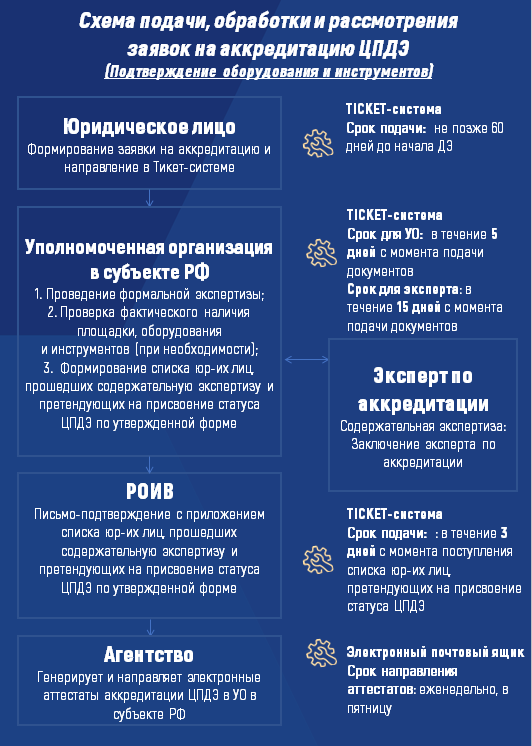 Схема подачи, обработки и рассмотрения
заявок на аккредитацию ЦПДЭ
(Подтверждение оборудования и инструментов)
Юридическое лицо
Формирование заявки на аккредитацию и
направление в Тикет-системе
TICKET-система
Срок подачи: не позже 60
дней до начала ДЭ
Уполномоченная организация
в субъекте РФ
1. Проведение формальной экспертизы;
2. Проверка фактического наличия
площадки, оборудования
и инструментов (при необходимости);
3. Формирование списка юр-их лиц,
прошедших содержательную экспертизу и
претендующих на присвоение статуса
ЦПДЭ по утвержденной форме
TICKET-система
Срок для УО: в течение 5
дней с момента подачи
документов
Срок для эксперта: в
течение 15 дней с момента
подачи документов
Эксперт по
аккредитации
Содержательная экспертиза:
Заключение эксперта по
аккредитации
РОИВ
Письмо-подтверждение с приложением
списка юр-их лиц, прошедших
содержательную экспертизу и
претендующих на присвоение статуса
ЦПДЭ по утвержденной форме
TICKET-система
Срок подачи: : в течение 3
дней с момента поступления
списка юр-их лиц,
претендующих на присвоение
статуса ЦПДЭ
Агентство
Генерирует и направляет электронные
аттестаты аккредитации ЦПДЭ в УО в
субъекте РФ
Электронный почтовый ящик
Срок направления
аттестатов: еженедельно, в
пятницу